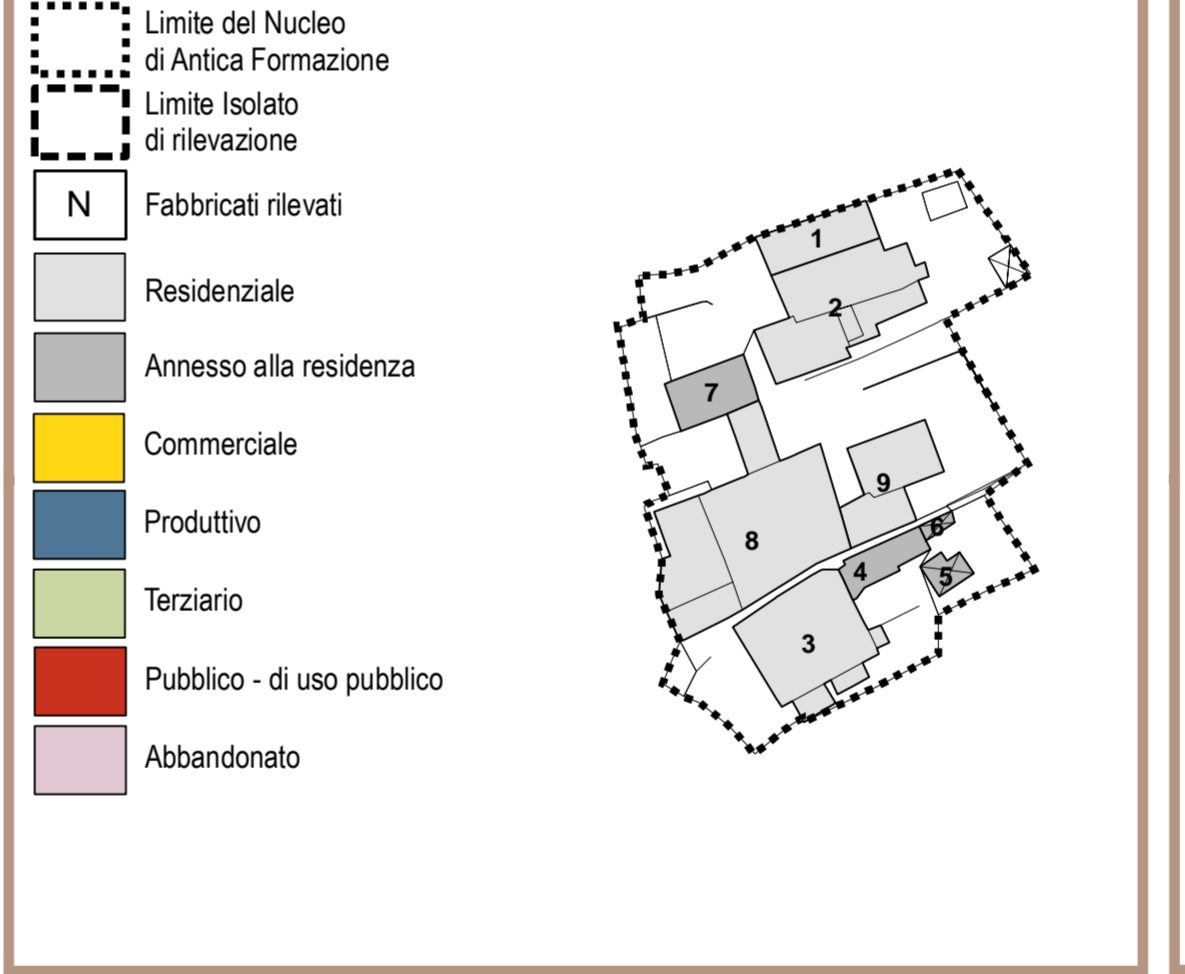 Limite del Nucleo
di Antica Formazione
Limite Isolato
di rilevazione
N
Fabbricati rilevati
Residenziale
Annesso alla residenza
Commerciale
Produttivo
Terziario
Pubblico - di uso pubblico
Abbandonato
1
2
7
9
8
6
4
5
3